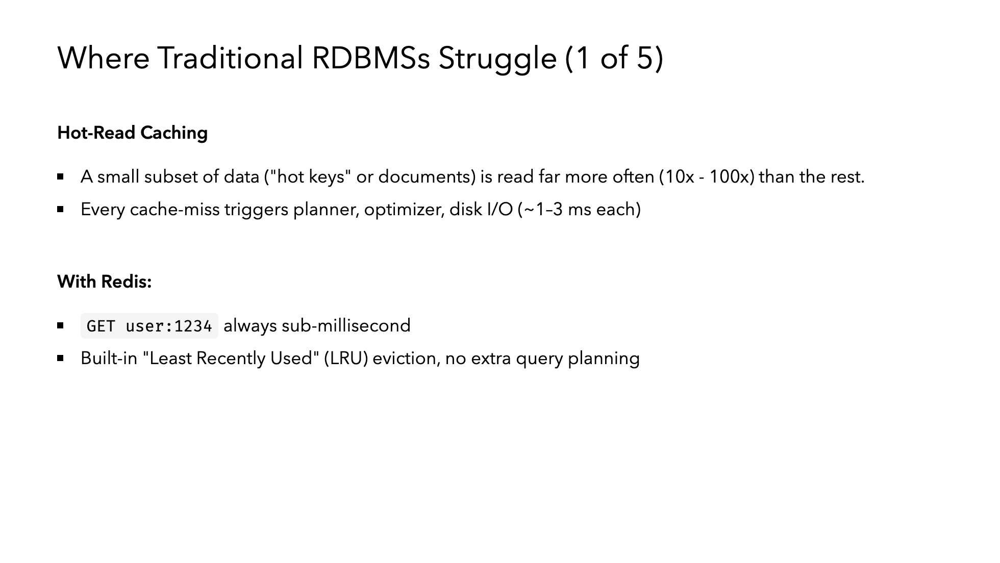 Where Traditional RDBMSs Struggle (1 of 5)
Hot-Read Caching
▪ A small subset of data ("hot keys" or documents) is read far more often (10x - 100x) than the rest.
▪ Every cache-miss triggers planner, optimizer, disk I/O (~1–3 ms each)
With Redis:
▪ GET user:1234 always sub-millisecond
▪ Built-in "Least Recently Used" (LRU) eviction, no extra query planning